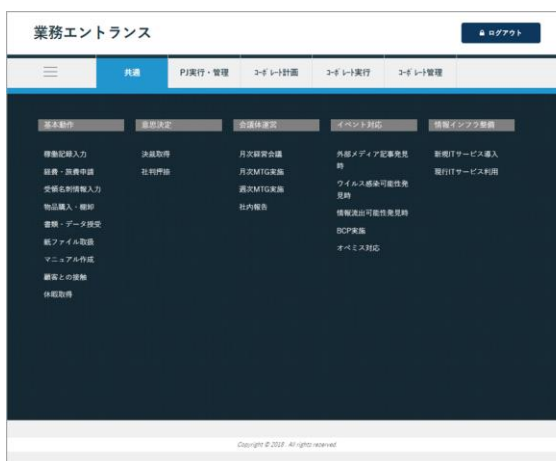 業務エントランス
ログアウト
共通
PJ実行・管理
ｺｰﾎﾟﾚｰﾄ計画
ｺｰﾎﾟﾚｰﾄ実行
ｺｰﾎﾟﾚｰﾄ管理
基本動作
意思決定
会議体運営
イベント対応
情報インフラ整備
稼働記録入力
経費・旅費申請
受領名刺情報入力
物品購入・棚卸
書類・データ授受
紙ファイル取扱
マニュアル作成
顧客との接触
休暇取得
決裁取得
社判押捺
月次経営会議
月次MTG実施
週次MTG実施
社内報告
外部メディア記事発見
時
ウイルス感染可能性発
見時
情報流出可能性発見時
BCP実施
オペミス対応
新規ITサービス導入
現行ITサービス利用
Copyright © 2018 All rights reserved